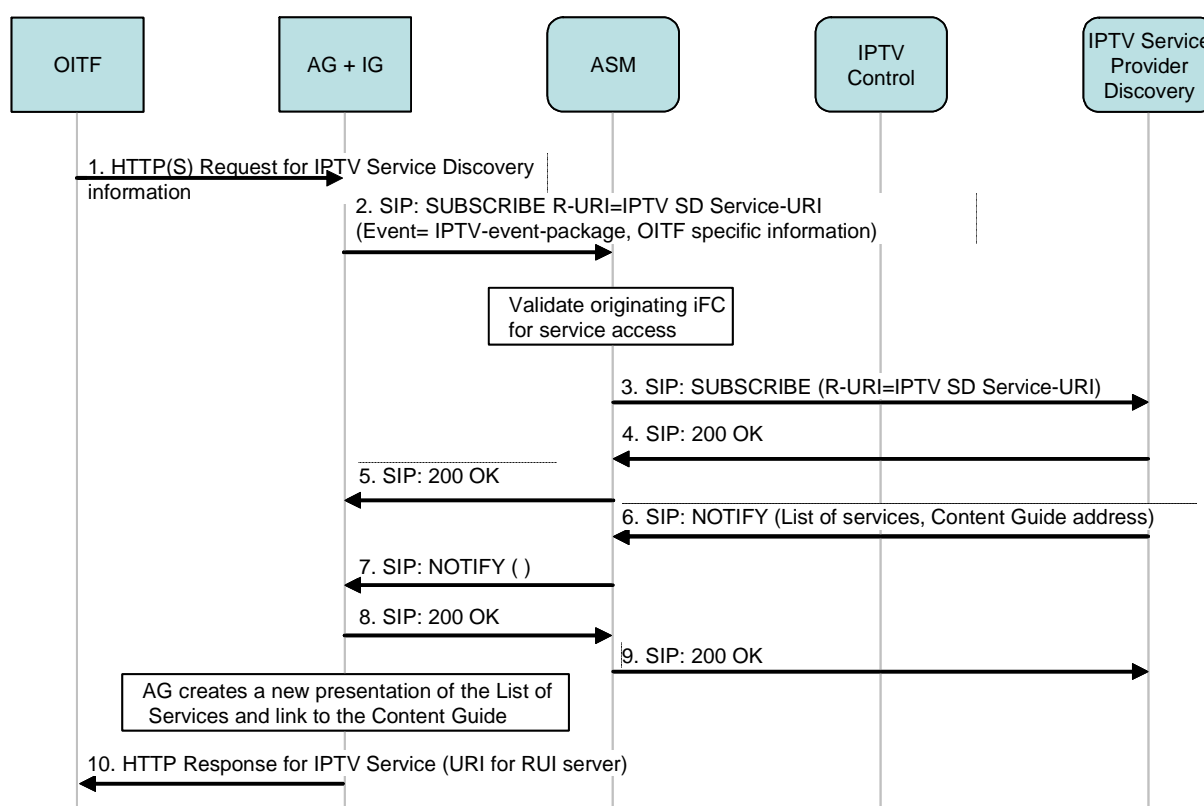 OITF
AG + IG
ASM
IPTV
Control
IPTV Service
Provider
Discovery
1. HTTP(S) Request for IPTV Service Discovery
information
2. SIP: SUBSCRIBE R-URI=IPTV SD Service-URI
(Event= IPTV-event-package, OITF specific information)
Validate originating iFC
for service access
3. SIP: SUBSCRIBE (R-URI=IPTV SD Service-URI)
4. SIP: 200 OK
5. SIP: 200 OK
6. SIP: NOTIFY (List of services, Content Guide address)
7. SIP: NOTIFY ( )
8. SIP: 200 OK
9. SIP: 200 OK
AG creates a new presentation of the List of
Services and link to the Content Guide
10. HTTP Response for IPTV Service (URI for RUI server)